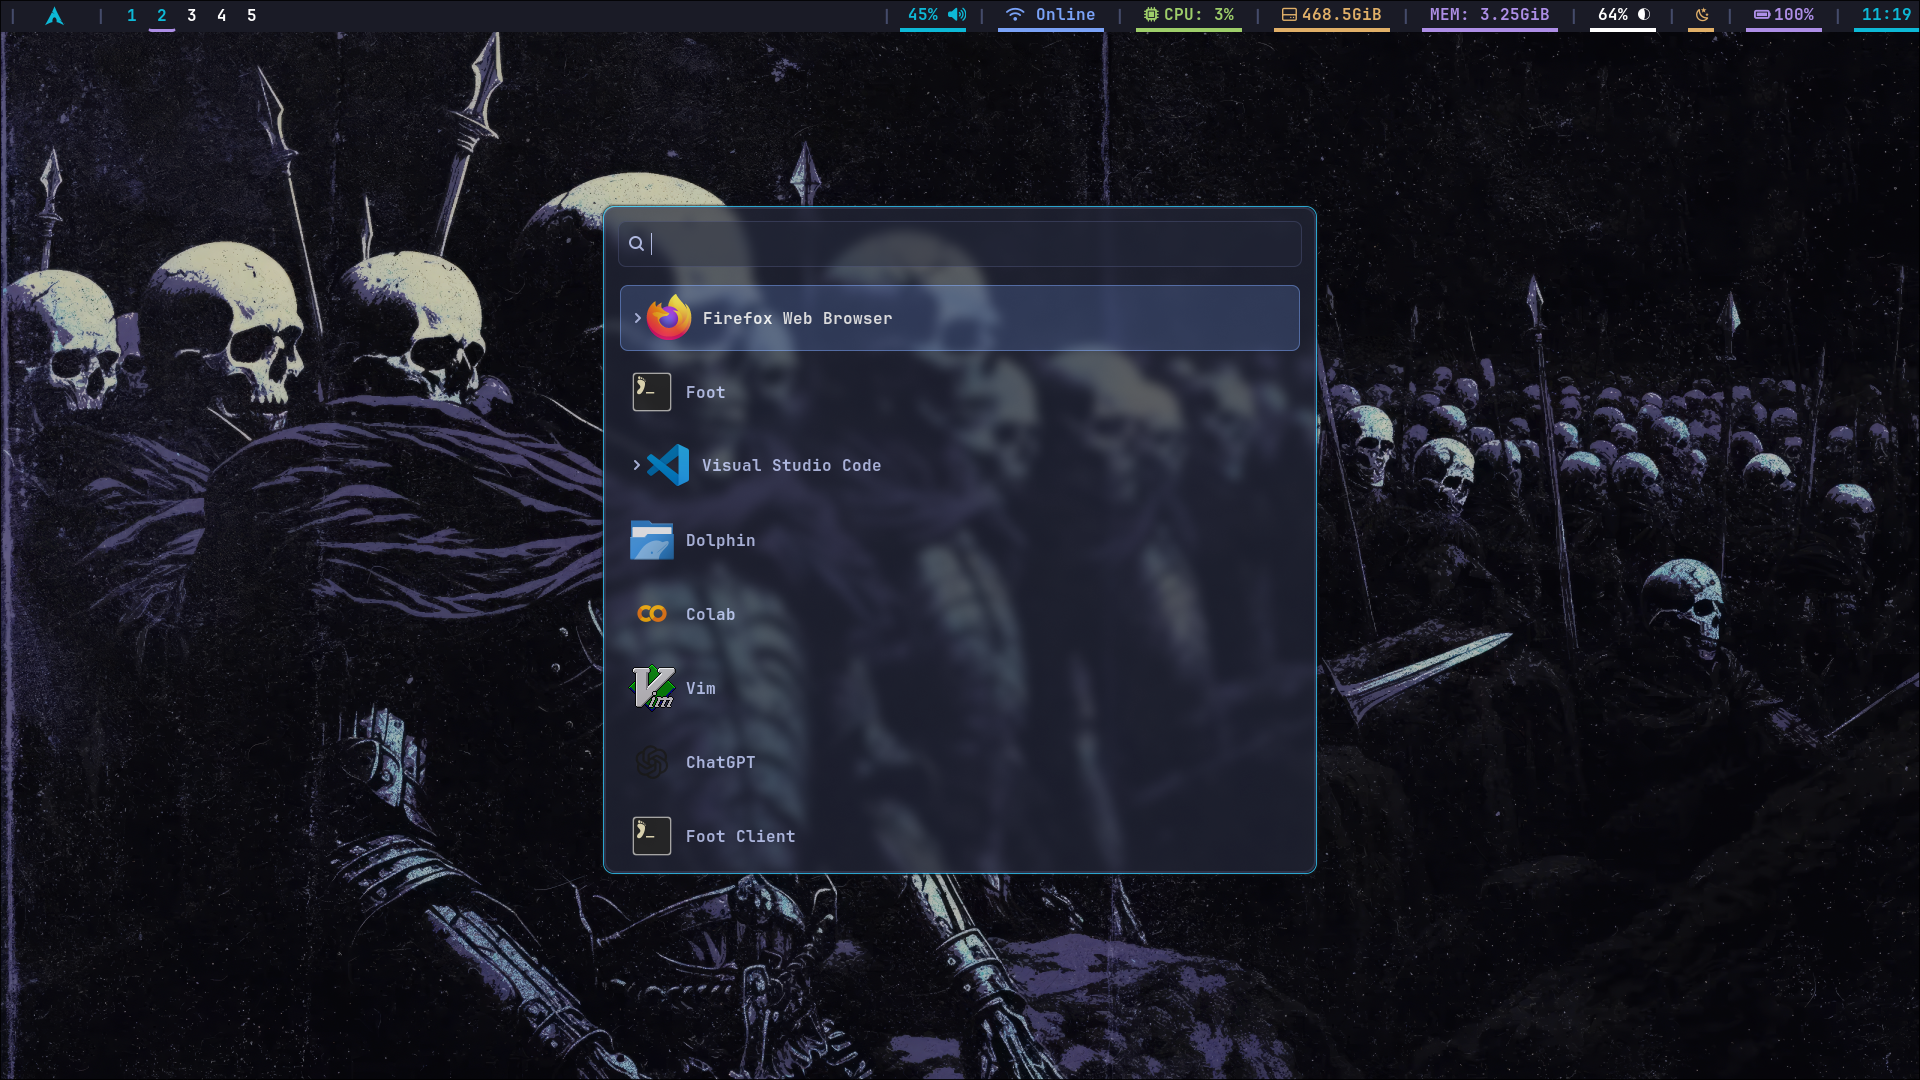 | | 1 2 3 4 5 | 45% | Online | CPU: 3% | 468.5GiB | MEM: 3.25GiB | 64% | | 100% | 11:19
Firefox Web Browser
Foot
Visual Studio Code
Dolphin
Colab
Vim
ChatGPT
Foot Client